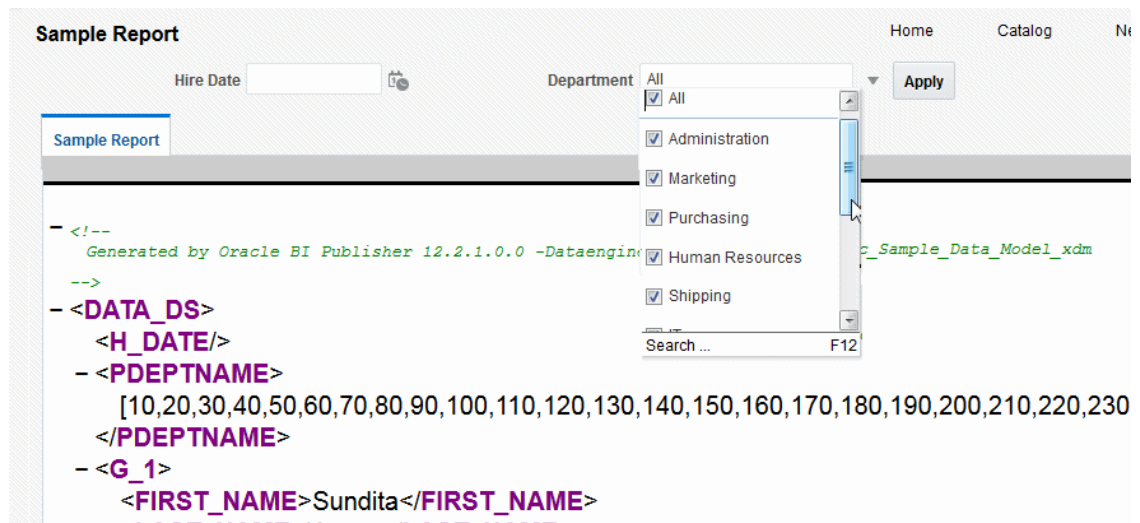 Sample Report
Home Catalog
Hire Date
Department All Apply
All
Sample Report
Administration
Marketing
Purchasing
Human Resources
Shipping
Search ... F12
<!--
Generated by Oracle BI Publisher 12.2.1.0.0 -Dataengin c_Sample_Data_Model_xdm
-->
– <DATA_DS>
<H_DATE/>
– <PDEPTNAME>
[10,20,30,40,50,60,70,80,90,100,110,120,130,140,150,160,170,180,190,200,210,220,230
</PDEPTNAME>
– <G_1>
<FIRST_NAME>Sundita</FIRST_NAME>